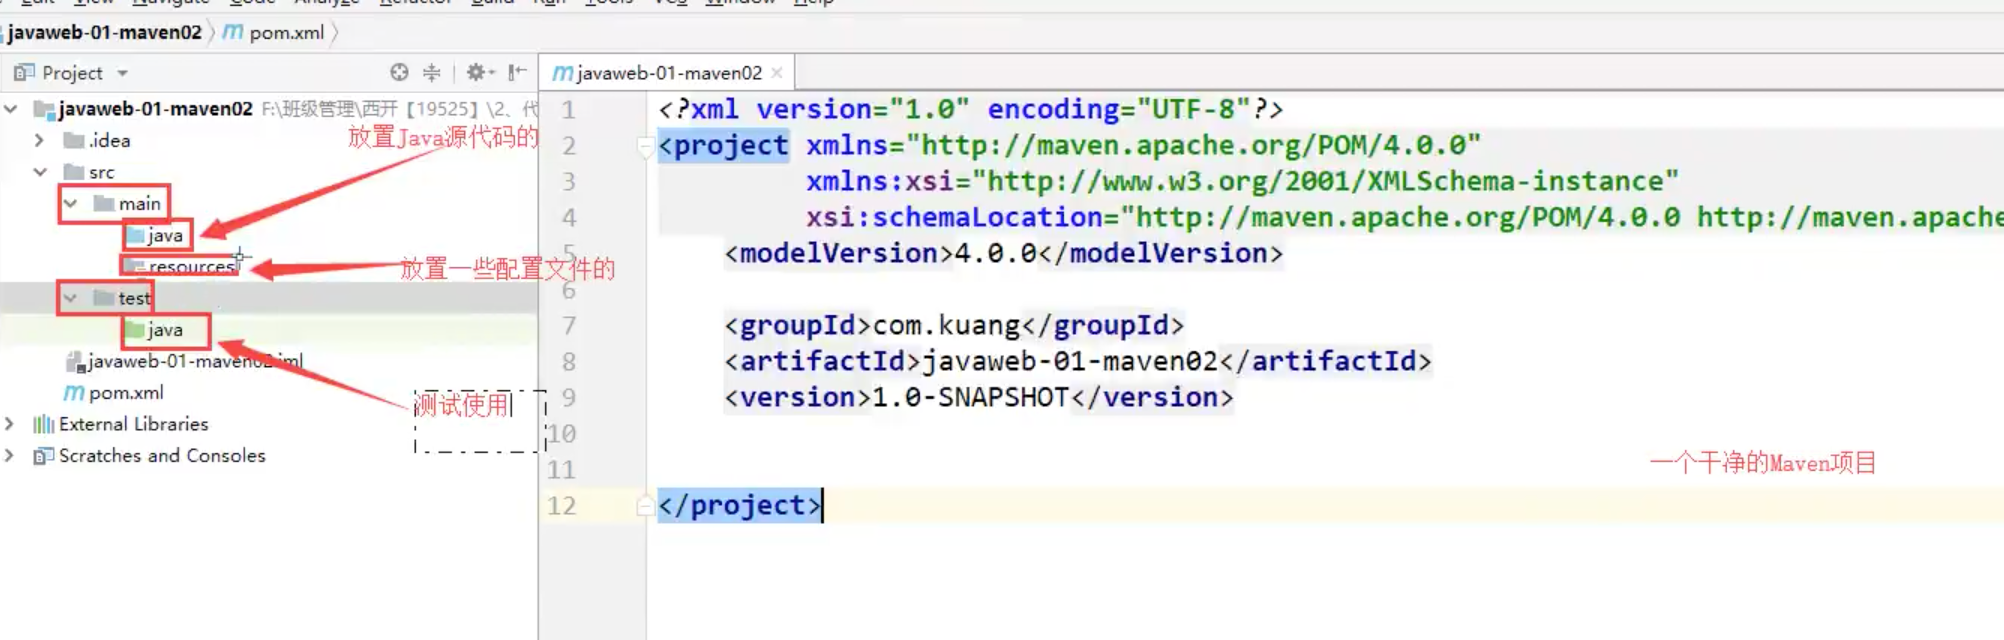 Edit View Navigate Code Analyze Refactor Build Run Tools VCS Window Help
javaweb-01-maven02 pom.xml
Project
javaweb-01-maven02
javaweb-01-maven02 F:\班级管理\西开【19525】\2、代
放置Java源代码的
.idea
src
main
java
resources
放置一些配置文件的
test
java
javaweb-01-maven02.iml
测试使用
pom.xml
External Libraries
Scratches and Consoles
1 <?xml version="1.0" encoding="UTF-8"?>
2 <project xmlns="http://maven.apache.org/POM/4.0.0"
3 xmlns:xsi="http://www.w3.org/2001/XMLSchema-instance"
4 xsi:schemaLocation="http://maven.apache.org/POM/4.0.0 http://maven.apache
5 <modelVersion>4.0.0</modelVersion>
6
7 <groupId>com.kuang</groupId>
8 <artifactId>javaweb-01-maven02</artifactId>
9 <version>1.0-SNAPSHOT</version>
10
11
一个干净的Maven项目
12 </project>